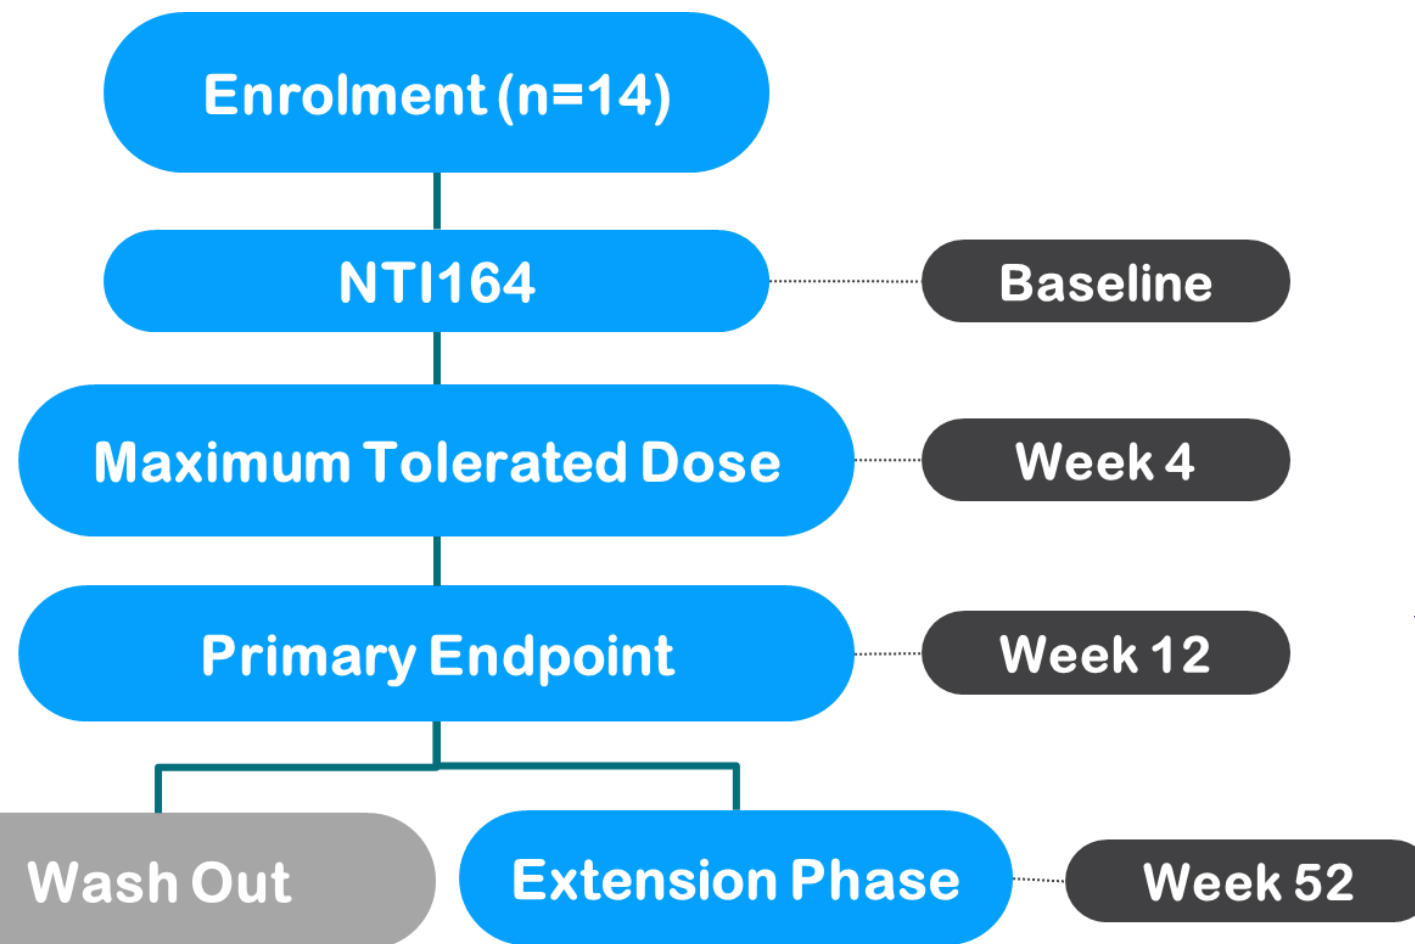 Enrolment (n=14)
NTI164
Baseline
Maximum Tolerated Dose
Week 4
Primary Endpoint
Week 12
Wash Out
Extension Phase
Week 52